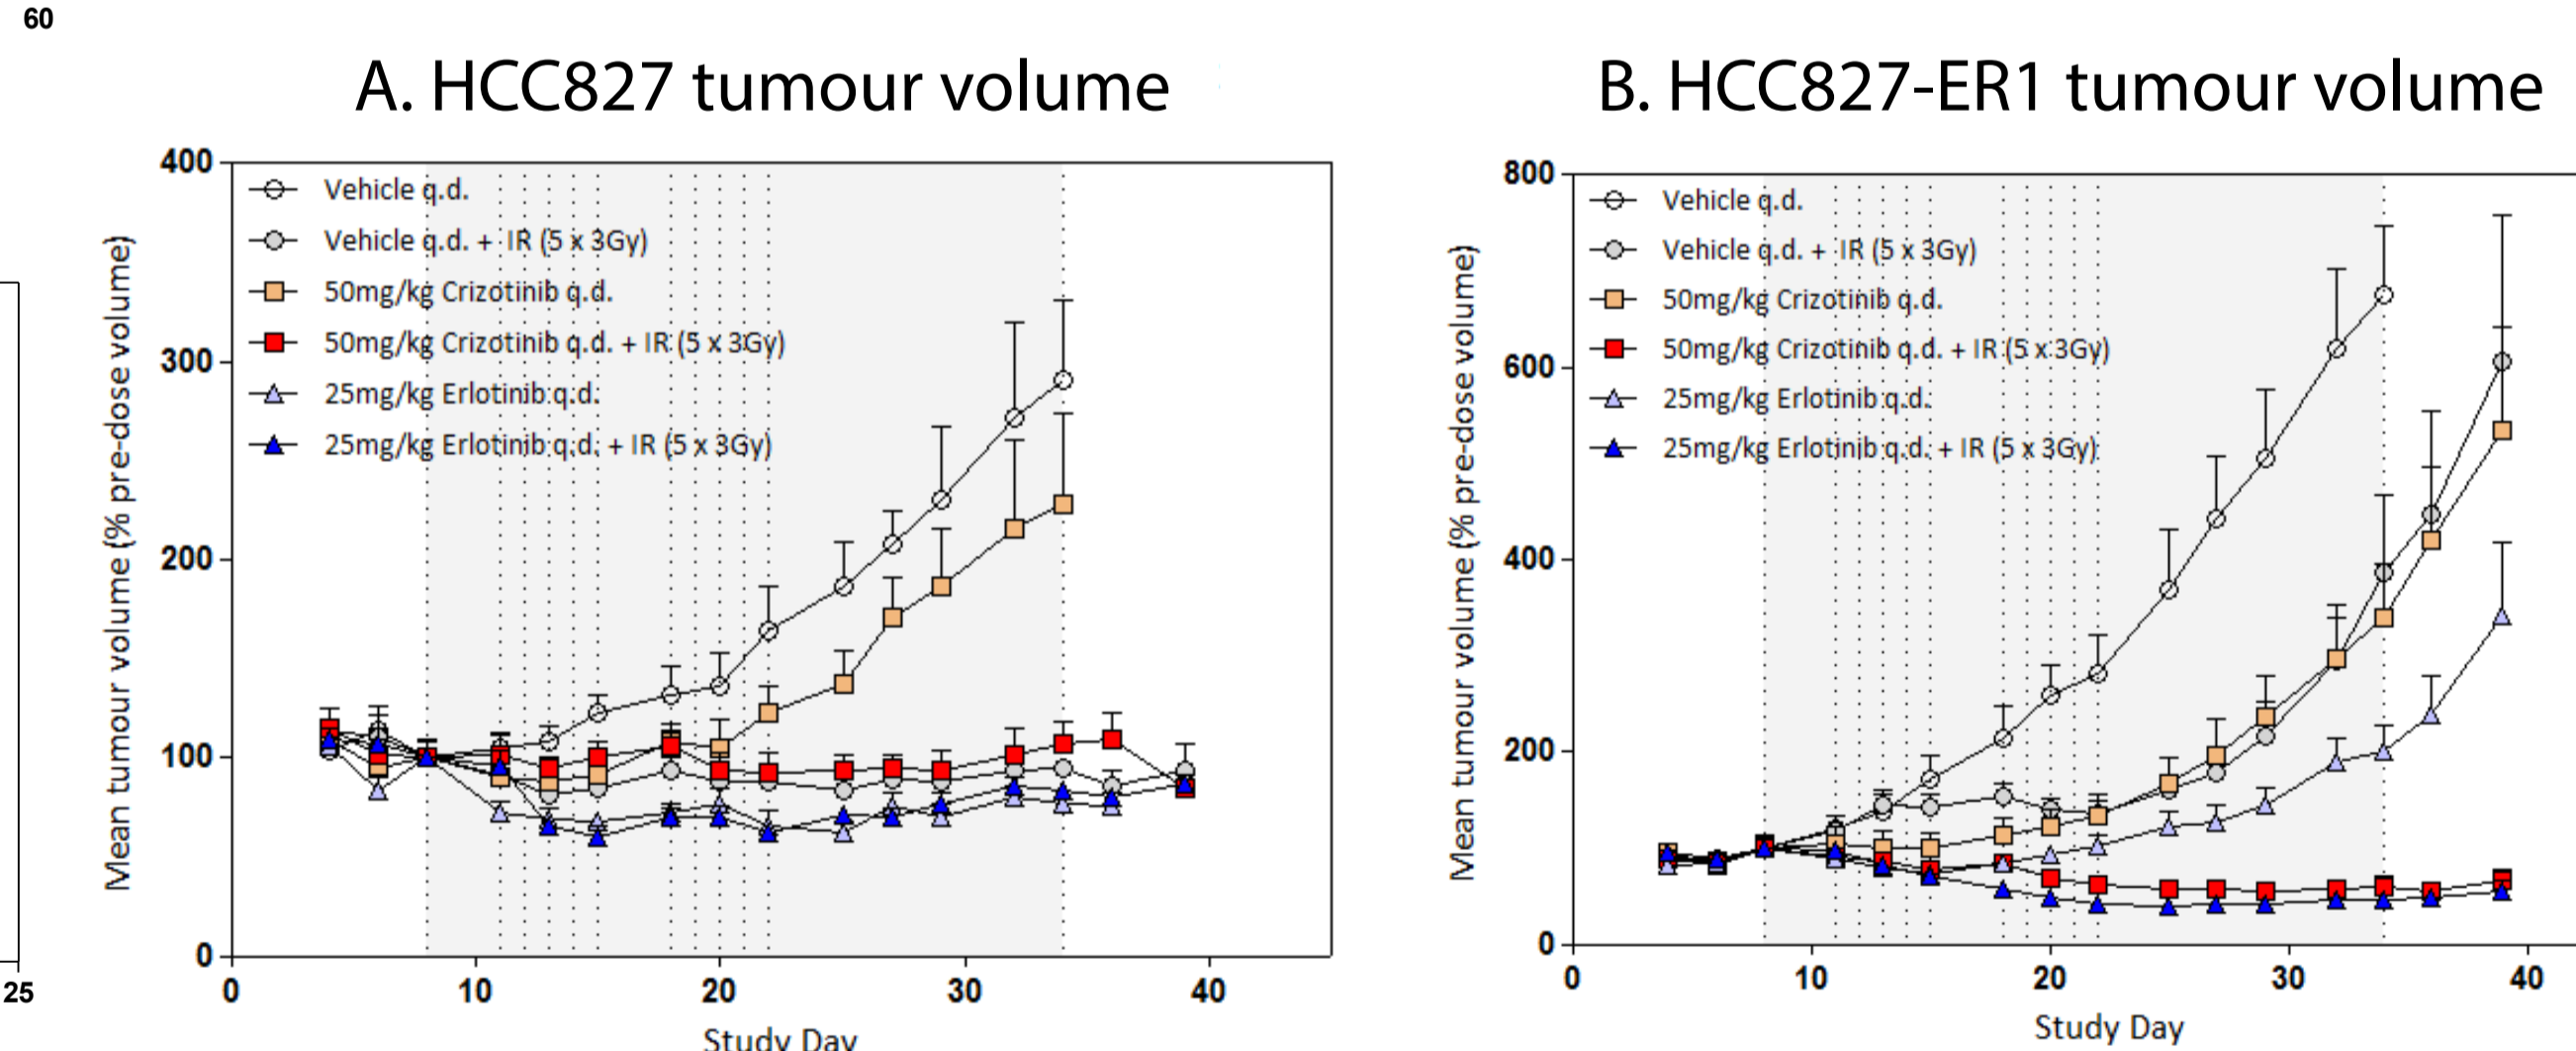 60
25
A. HCC827 tumour volume
Mean tumour volume (% pre-dose volume)
400
300
200
100
0
Vehicle q.d.
Vehicle q.d. + IR (5 x 3Gy)
50mg/kg Crizotinib q.d.
50mg/kg Crizotinib q.d. + IR (5 x 3Gy)
25mg/kg Erlotinib q.d.
25mg/kg Erlotinib q.d. + IR (5 x 3Gy)
0 10 20 30 40
Study Day
B. HCC827-ER1 tumour volume
Mean tumour volume (% pre-dose volume)
800
600
400
200
0
Vehicle q.d.
Vehicle q.d. + IR (5 x 3Gy)
50mg/kg Crizotinib q.d.
50mg/kg Crizotinib q.d. + IR (5 x 3Gy)
25mg/kg Erlotinib q.d.
25mg/kg Erlotinib q.d. + IR (5 x 3Gy)
0 10 20 30 40
Study Day